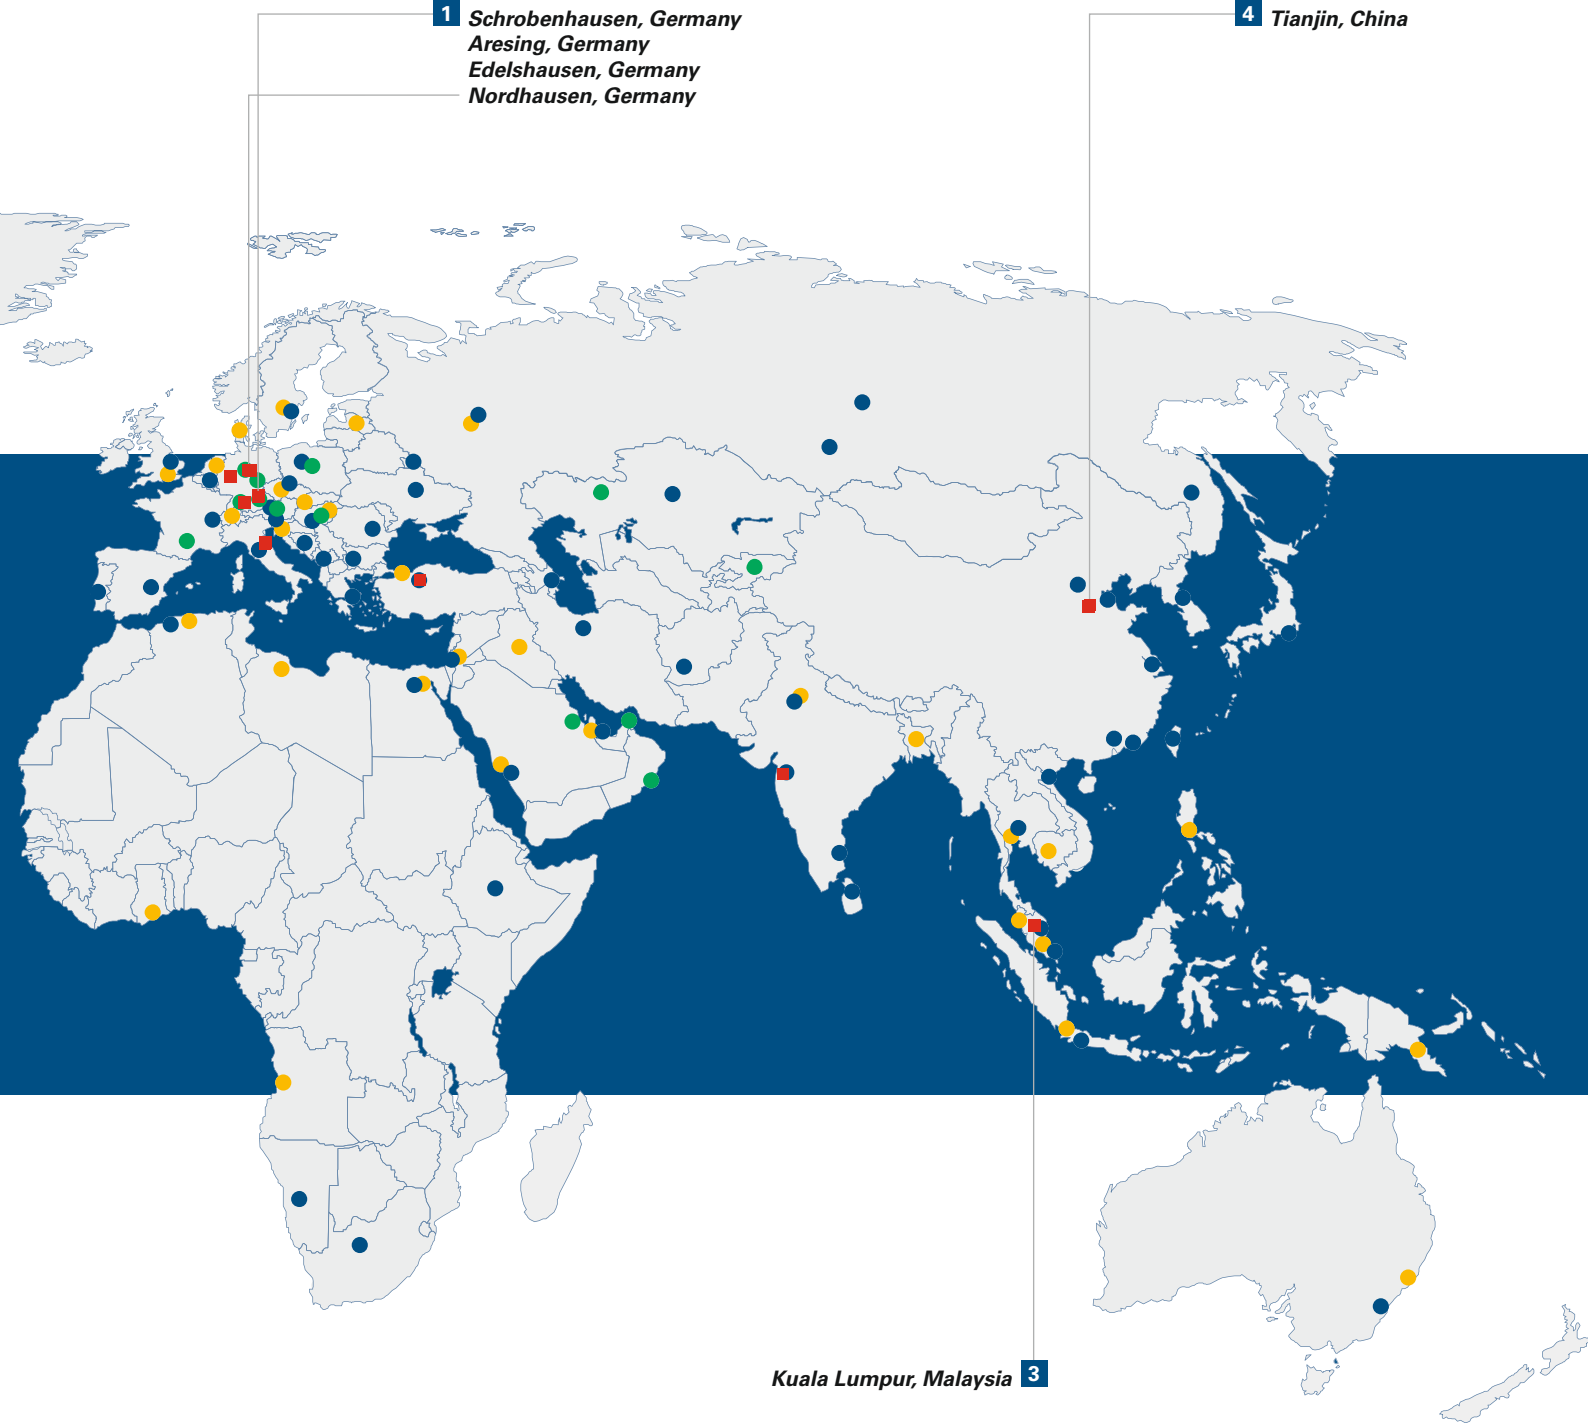 1 Schrobenhausen, Germany
Aresing, Germany
Edelshausen, Germany
Nordhausen, Germany
4 Tianjin, China
Kuala Lumpur, Malaysia 3